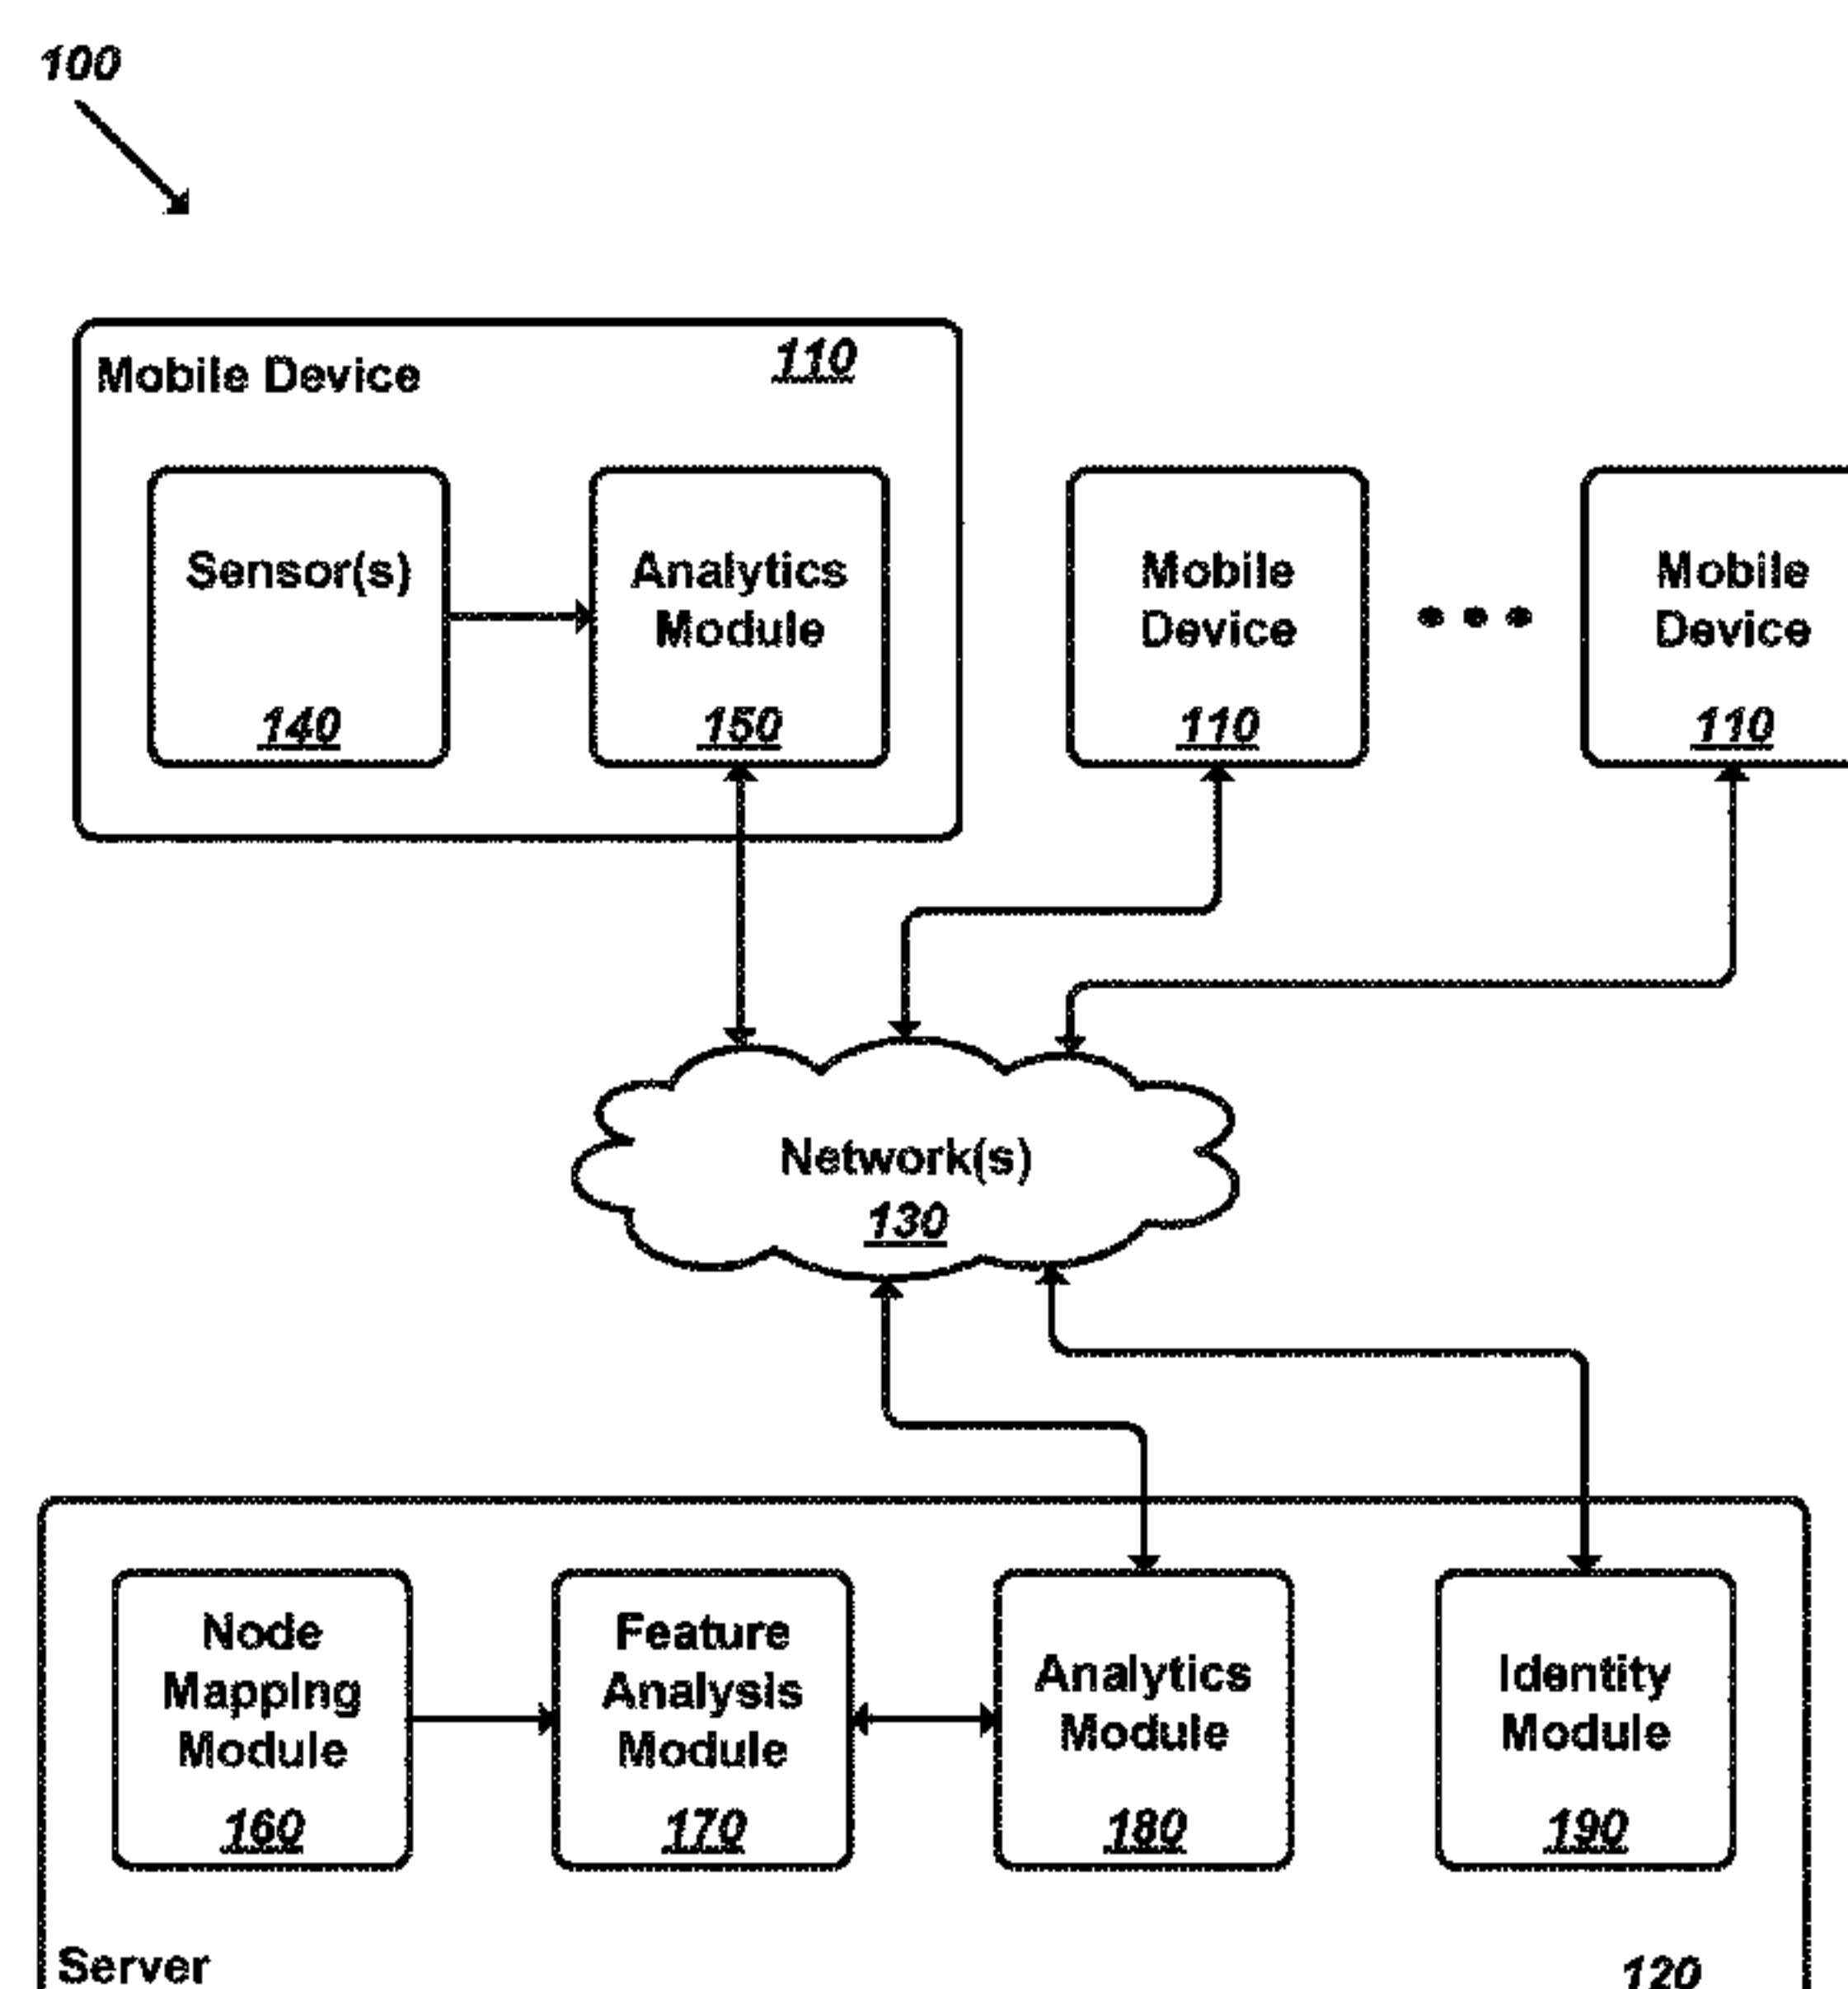 100
Mobile Device 110
Sensor(s)
140
Analytics
Module
150
Mobile
Device
110
Mobile
Device
110
Network(s)
130
Node
Mapping
Module
160
Feature
Analysis
Module
170
Analytics
Module
180
Identity
Module
190
Server 120